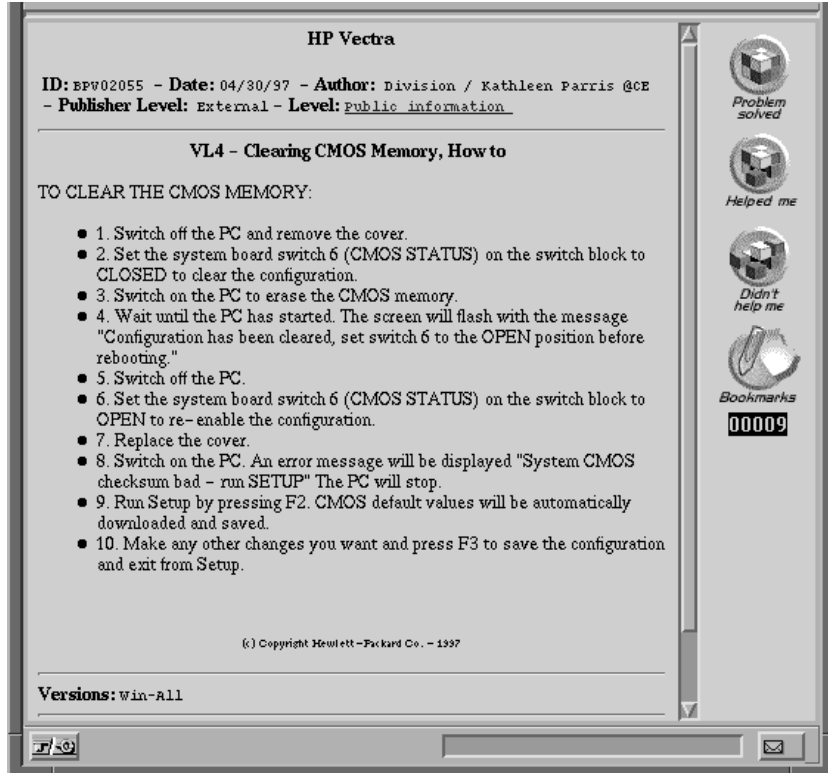 HP Vectra
ID: BPV02055 - Date: 04/30/97 - Author: Division / Kathleen Parris @CE
- Publisher Level: External - Level: Public information
VL4 - Clearing CMOS Memory, How to
TO CLEAR THE CMOS MEMORY:
● 1. Switch off the PC and remove the cover.
● 2. Set the system board switch 6 (CMOS STATUS) on the switch block to
CLOSED to clear the configuration.
● 3. Switch on the PC to erase the CMOS memory.
● 4. Wait until the PC has started. The screen will flash with the message
"Configuration has been cleared, set switch 6 to the OPEN position before
rebooting."
● 5. Switch off the PC.
● 6. Set the system board switch 6 (CMOS STATUS) on the switch block to
OPEN to re-enable the configuration.
● 7. Replace the cover.
● 8. Switch on the PC. An error message will be displayed "System CMOS
checksum bad - run SETUP" The PC will stop.
● 9. Run Setup by pressing F2. CMOS default values will be automatically
downloaded and saved.
● 10. Make any other changes you want and press F3 to save the configuration
and exit from Setup.
(c) Copyright Hewlett-Packard Co. - 1997
Versions: Win-All
Problem
solved
Helped me
Didn't
help me
Bookmarks
00009